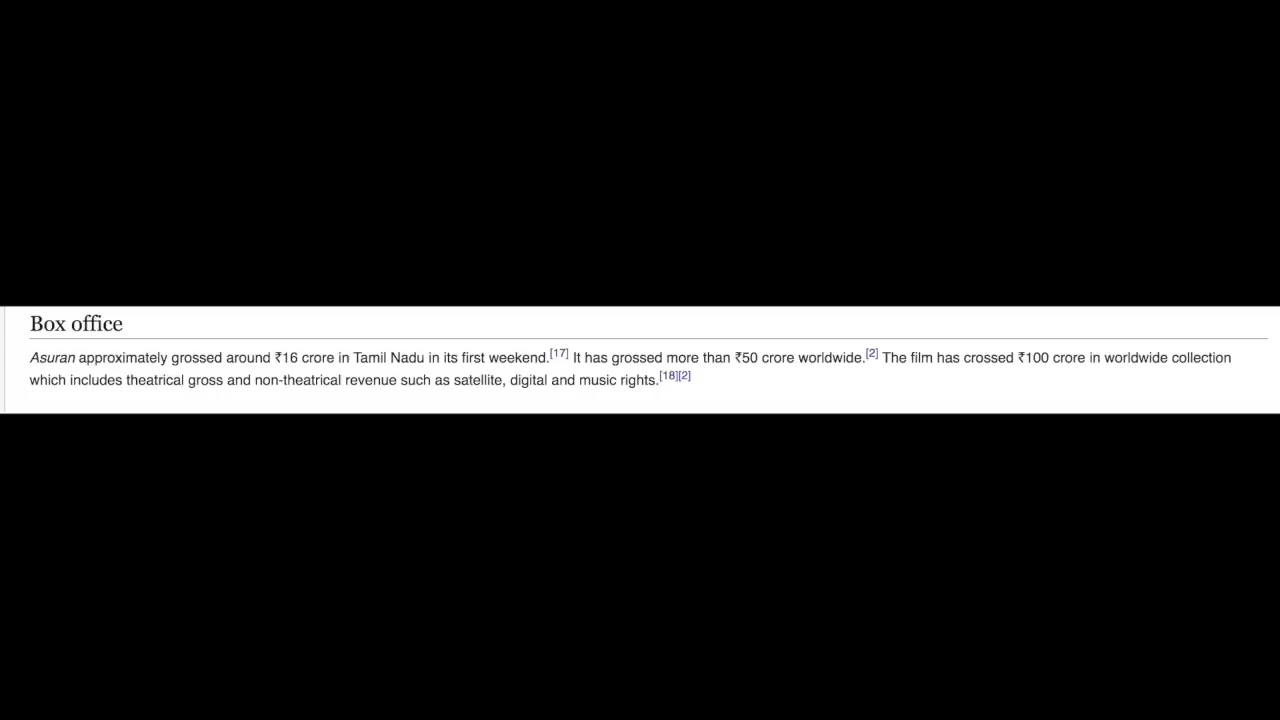 Box office
Asuran approximately grossed around ₹16 crore in Tamil Nadu in its first weekend.[17] It has grossed more than ₹50 crore worldwide.[2] The film has crossed ₹100 crore in worldwide collection
which includes theatrical gross and non-theatrical revenue such as satellite, digital and music rights.[18][2]